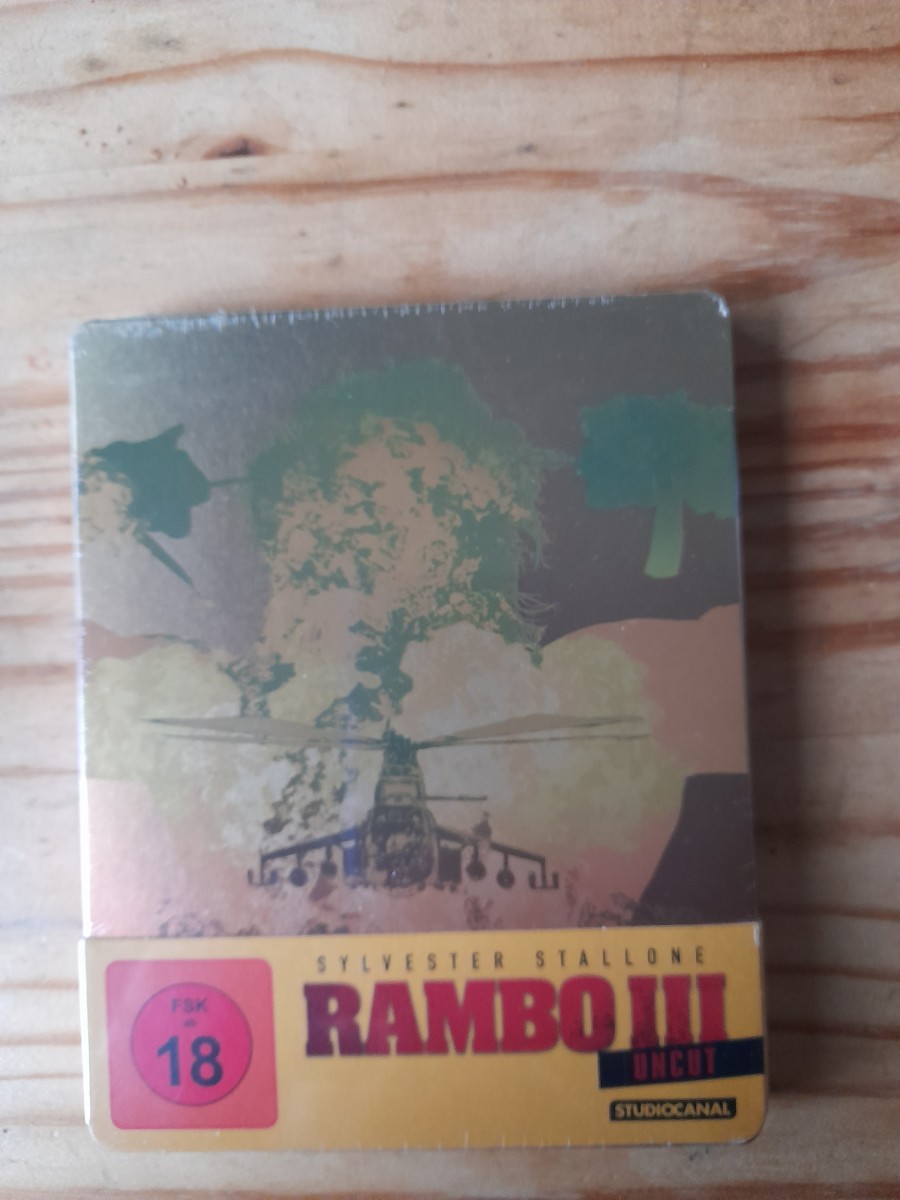 SYLVESTER STALLONE
RAMBO III
UNCUT
FSK
ab
18
STUDIOCANAL